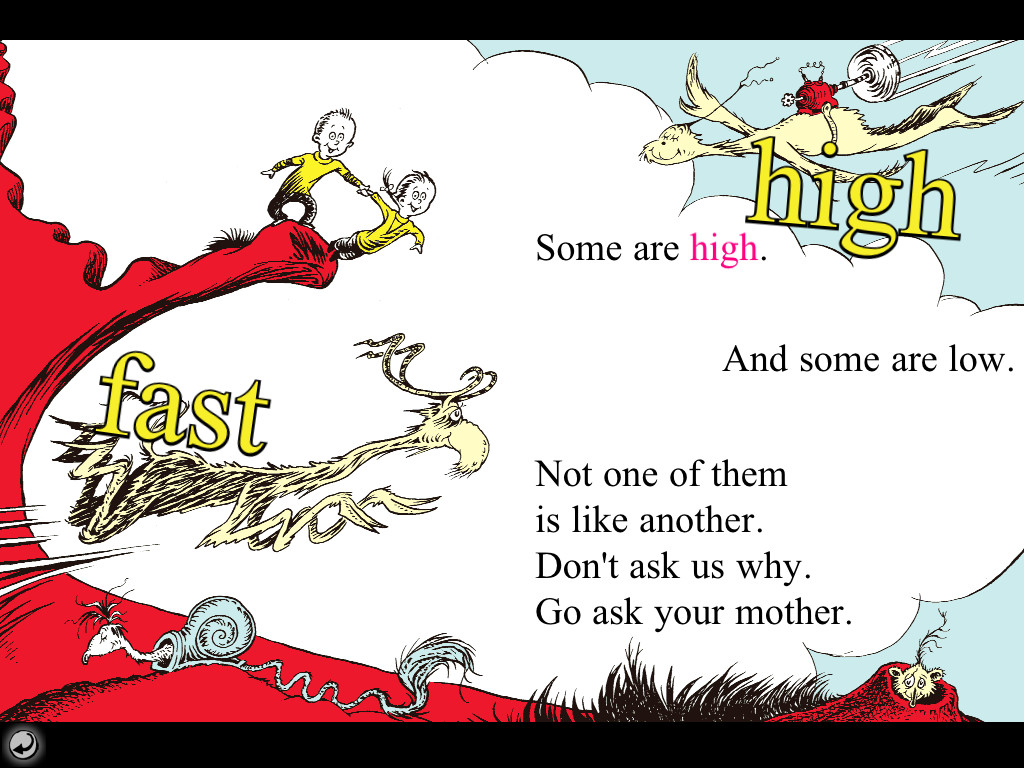 high
Some are high.
And some are low.
fast
Not one of them
is like another.
Don't ask us why.
Go ask your mother.